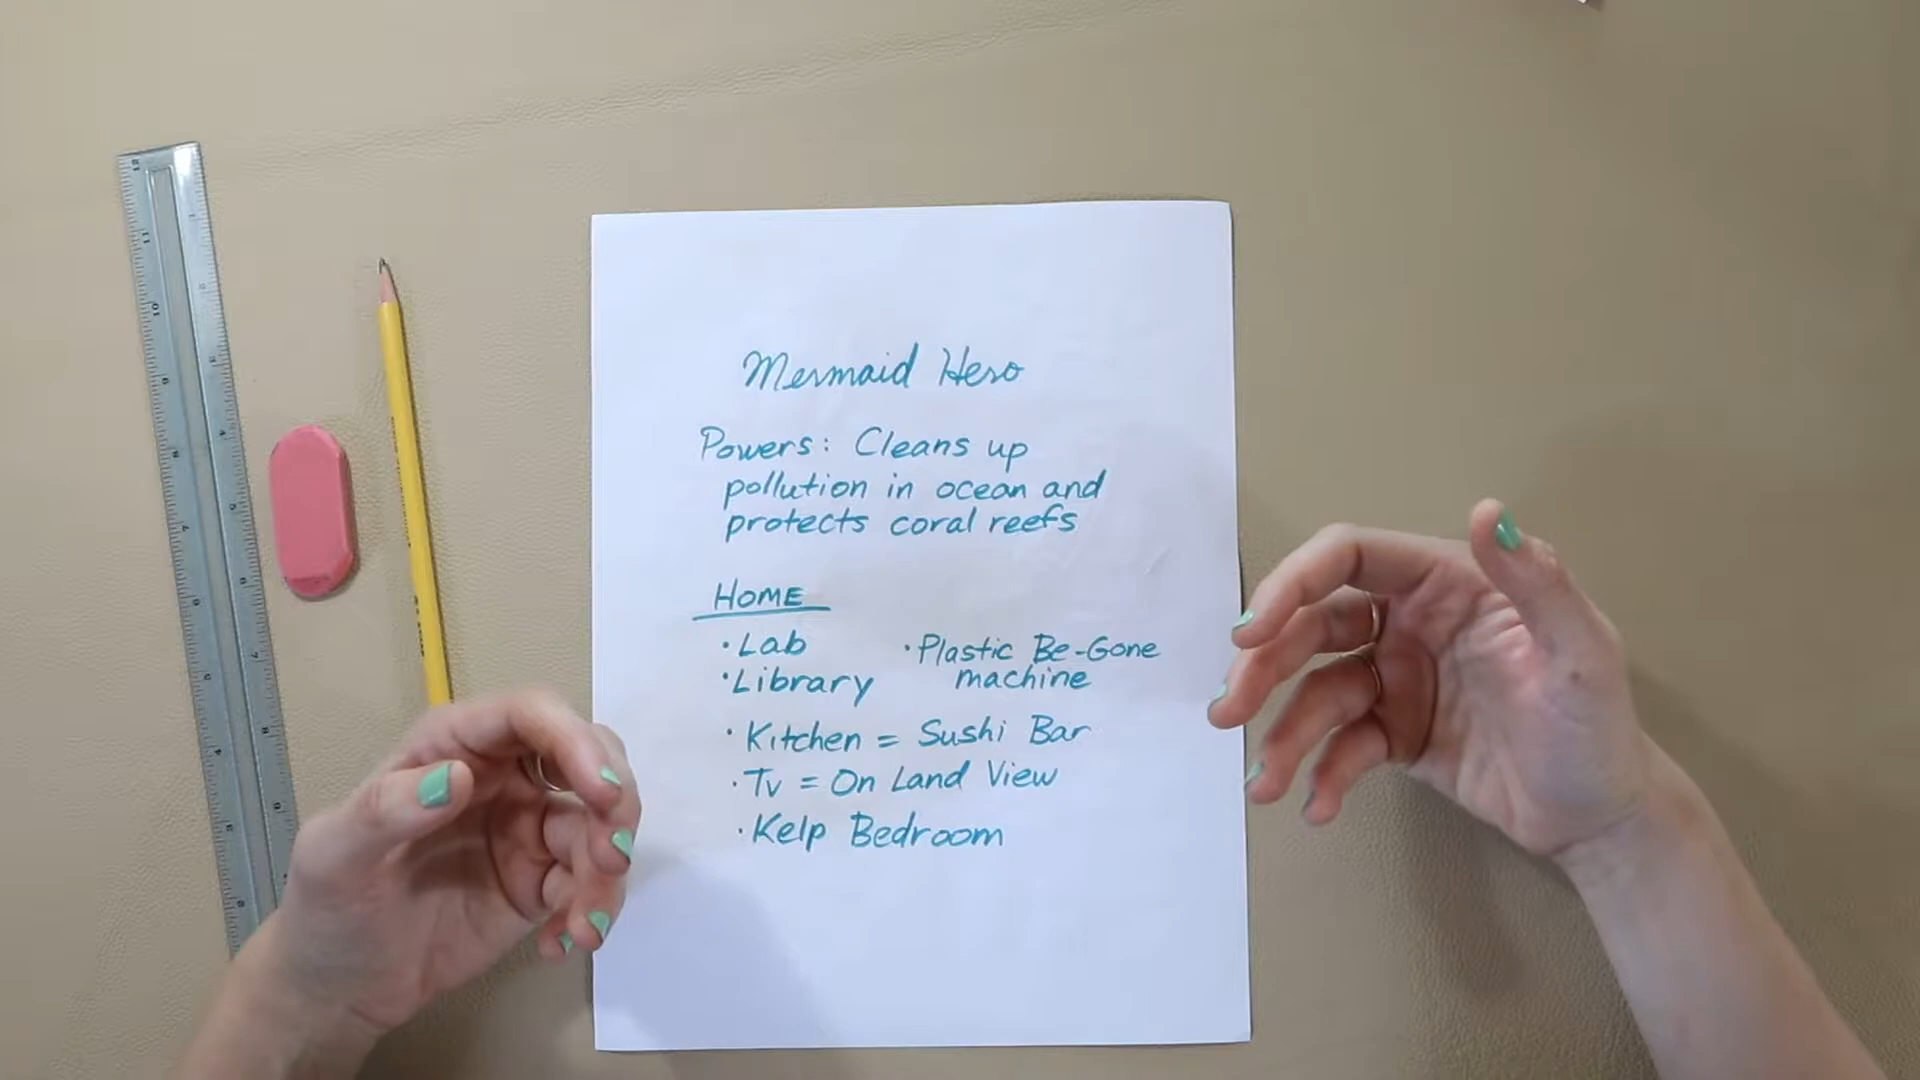 Mermaid Hero
Powers: Cleans up
pollution in ocean and
protects coral reefs
HOME
• Lab
• Library
• Plastic Be-Gone
machine
• Kitchen = Sushi Bar
• Tv = On Land View
• Kelp Bedroom